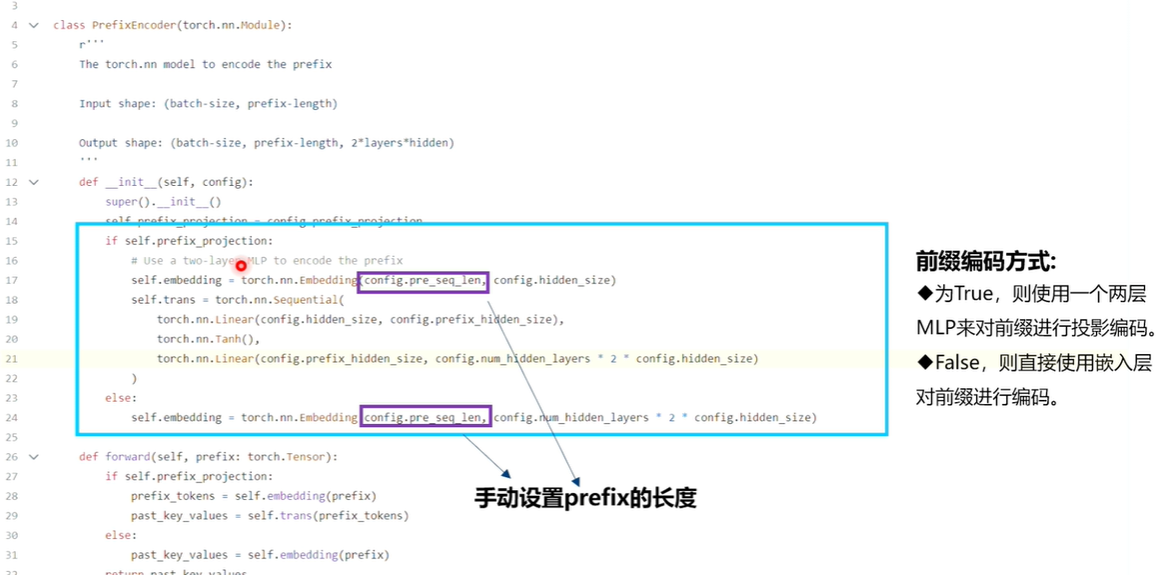 3
4 class PrefixEncoder(torch.nn.Module):
5 r'''
6 The torch.nn model to encode the prefix
7
8 Input shape: (batch-size, prefix-length)
9
10 Output shape: (batch-size, prefix-length, 2*layers*hidden)
11 '''
12 def __init__(self, config):
13 super().__init__()
14 self.prefix_projection = config.prefix_projection
15 if self.prefix_projection:
16 # Use a two-layer MLP to encode the prefix
17 self.embedding = torch.nn.Embedding(config.pre_seq_len, config.hidden_size)
18 self.trans = torch.nn.Sequential(
19 torch.nn.Linear(config.hidden_size, config.prefix_hidden_size),
20 torch.nn.Tanh(),
21 torch.nn.Linear(config.prefix_hidden_size, config.num_hidden_layers * 2 * config.hidden_size)
22 )
23 else:
24 self.embedding = torch.nn.Embedding(config.pre_seq_len, config.num_hidden_layers * 2 * config.hidden_size)
25
26 def forward(self, prefix: torch.Tensor):
27 if self.prefix_projection:
28 prefix_tokens = self.embedding(prefix)
29 past_key_values = self.trans(prefix_tokens)
30 else:
31 past_key_values = self.embedding(prefix)
32 return past_key_values
前缀编码方式:
◆为True，则使用一个两层
MLP来对前缀进行投影编码。
◆False，则直接使用嵌入层
对前缀进行编码。
手动设置prefix的长度